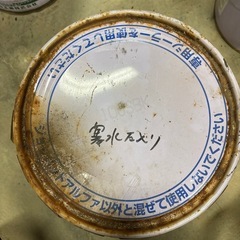 専用シーラーを使用してください
寒水石入り
アルファ以外と混ぜて使用しないでください